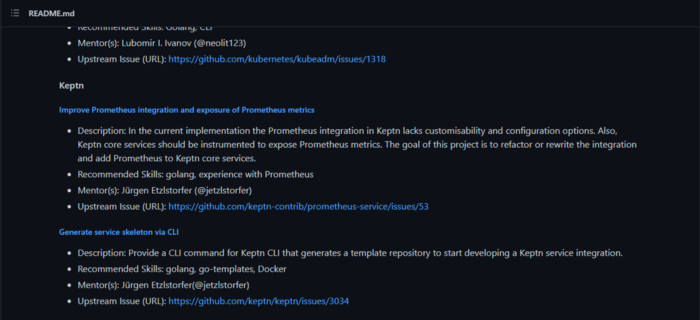 README.md
Recommended Skills: Golang, CLI
Mentor(s): Lubomir I. Ivanov (@neolit123)
Upstream Issue (URL): https://github.com/kubernetes/kubeadm/issues/1318
Keptn
Improve Prometheus integration and exposure of Prometheus metrics
Description: In the current implementation the Prometheus integration in Keptn lacks customisability and configuration options. Also,
Keptn core services should be instrumented to expose Prometheus metrics. The goal of this project is to refactor or rewrite the integration
and add Prometheus to Keptn core services.
Recommended Skills: golang, experience with Prometheus
Mentor(s): Jürgen Etzlstorfer (@jetzlstorfer)
Upstream Issue (URL): https://github.com/keptn-contrib/prometheus-service/issues/53
Generate service skeleton via CLI
Description: Provide a CLI command for Keptn CLI that generates a template repository to start developing a Keptn service integration.
Recommended Skills: golang, go-templates, Docker
Mentor(s): Jürgen Etzlstorfer(@jetzlstorfer)
Upstream Issue (URL): https://github.com/keptn/keptn/issues/3034